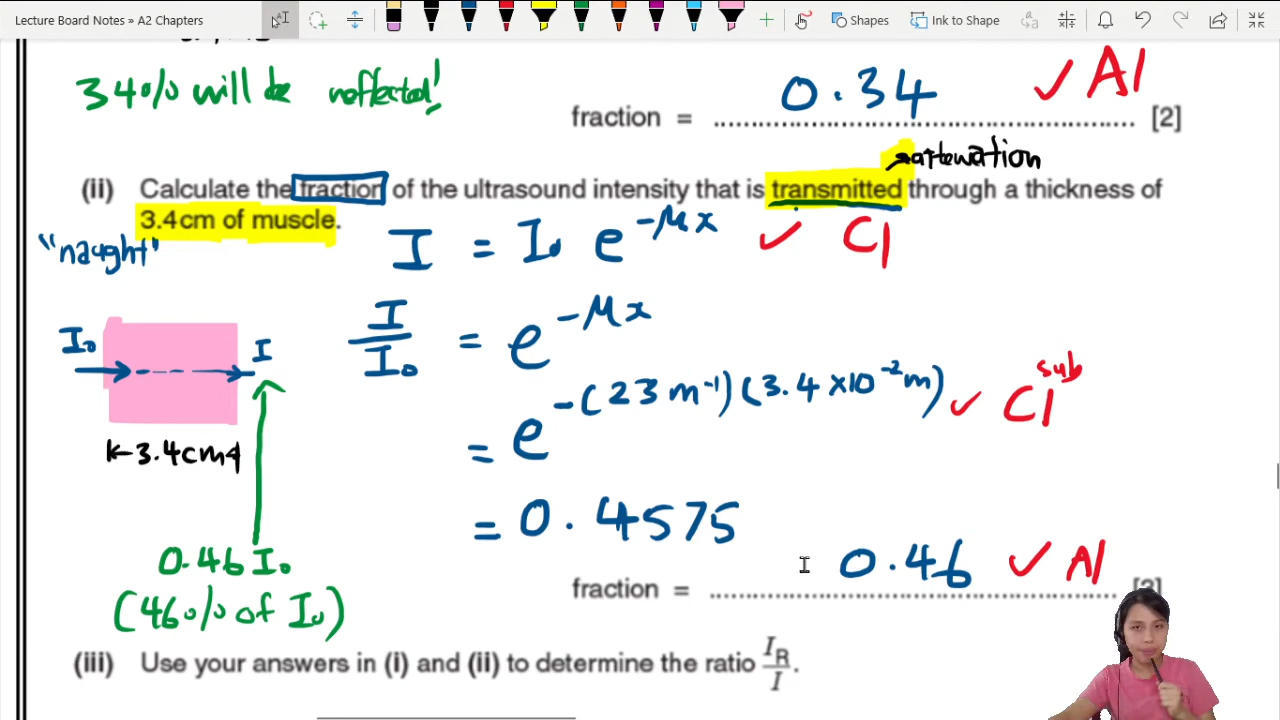 Lecture Board Notes » A2 Chapters
Shapes
Ink to Shape
34% will be reflected!
0.34 ✓ A1
fraction = ........................................................ [2]
→attenuation
(ii) Calculate the fraction of the ultrasound intensity that is transmitted through a thickness of
3.4cm of muscle.
"naught"
I = I₀ e^-μx ✓ C1
I/I₀ = e^-μx
I₀
I
= e^-(23 m⁻¹)(3.4 ×10⁻²m) ✓ C1 sub
3.4cm
= 0.4575
0.46 I₀
(46% of I₀)
0.46 ✓ A1
fraction = ........................................................
(iii) Use your answers in (i) and (ii) to determine the ratio I_R/I.